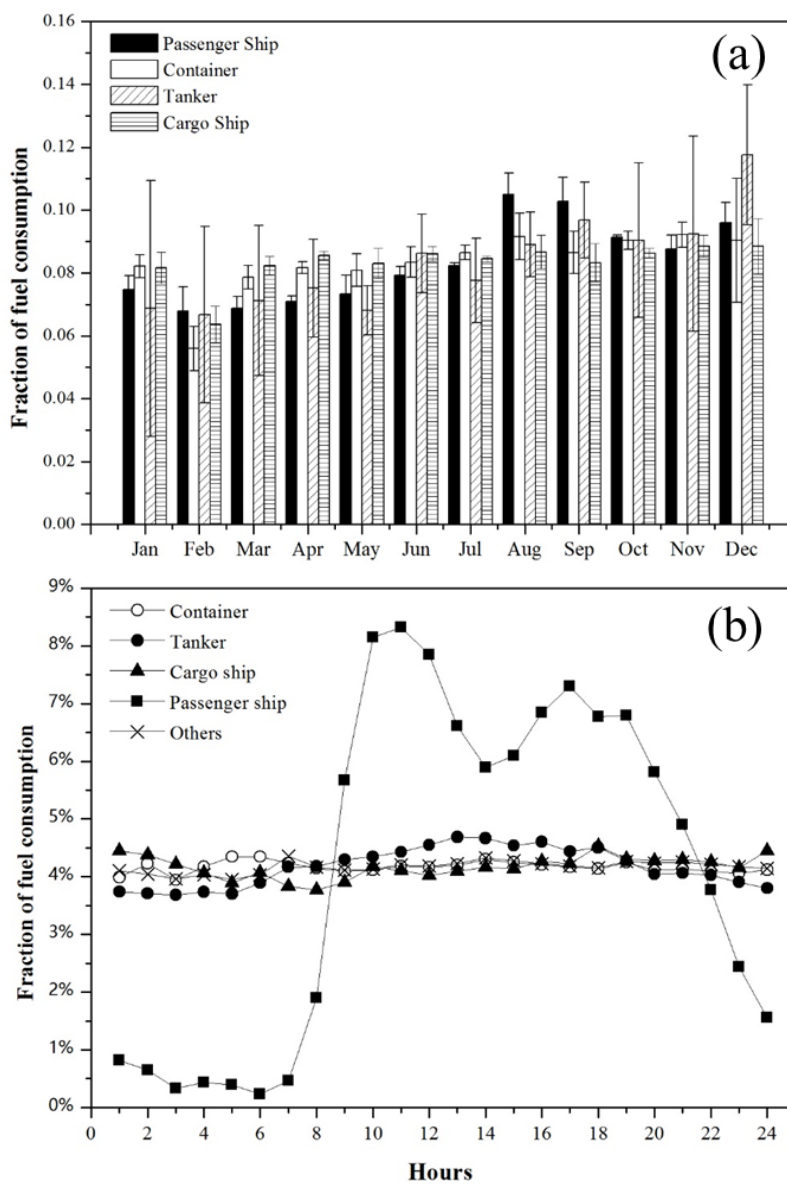 (a)
Passenger Ship
Container
Tanker
Cargo Ship
Fraction of fuel consumption
0.16
0.14
0.12
0.10
0.08
0.06
0.04
0.02
0.00
Jan Feb Mar Apr May Jun Jul Aug Sep Oct Nov Dec
(b)
Container
Tanker
Cargo ship
Passenger ship
Others
Fraction of fuel consumption
9%
8%
7%
6%
5%
4%
3%
2%
1%
0%
0 2 4 6 8 10 12 14 16 18 20 22 24
Hours